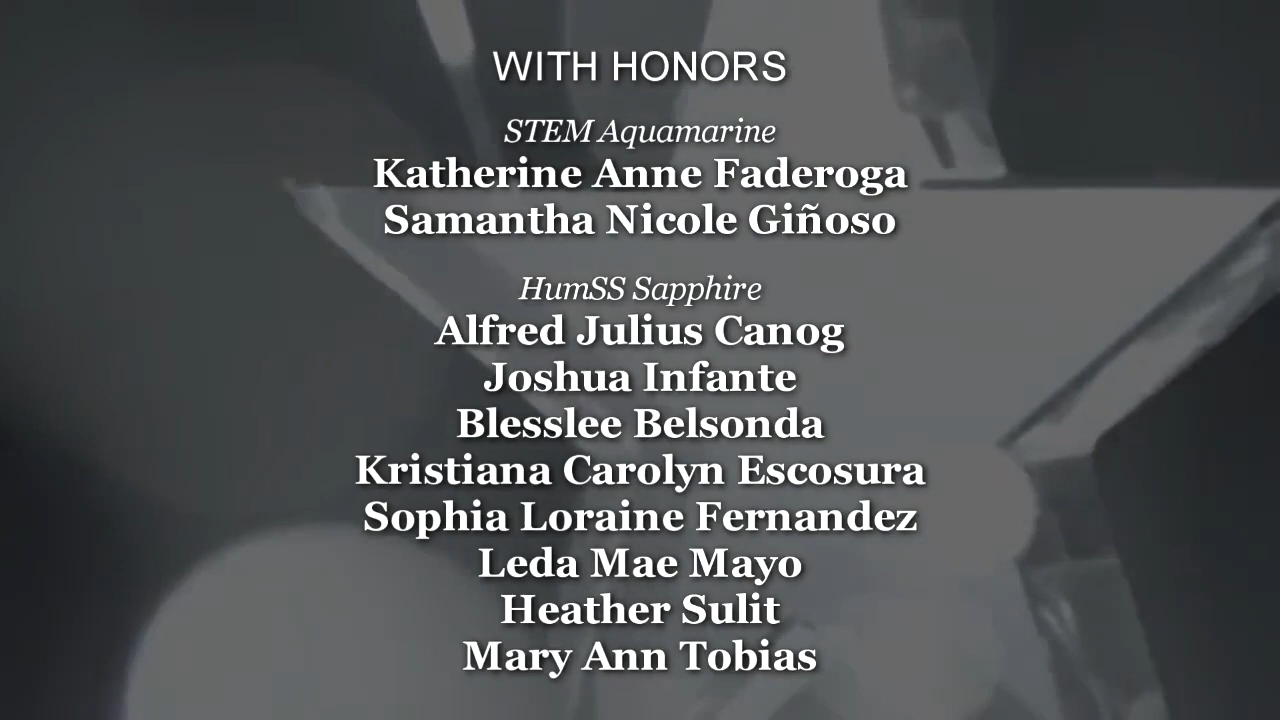 WITH HONORS
STEM Aquamarine
Katherine Anne Faderoga
Samantha Nicole Giñoso
HumSS Sapphire
Alfred Julius Canog
Joshua Infante
Blesslee Belsonda
Kristiana Carolyn Escosura
Sophia Loraine Fernandez
Leda Mae Mayo
Heather Sulit
Mary Ann Tobias